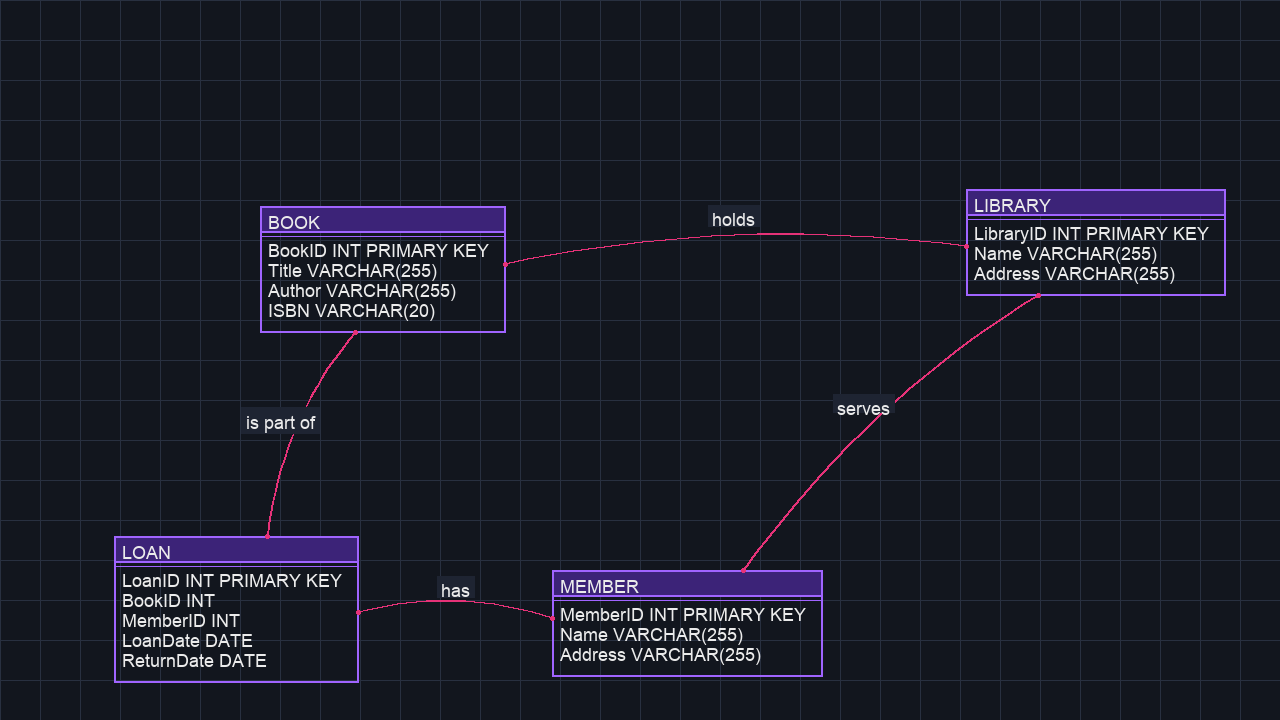 BOOK
BookID INT PRIMARY KEY
Title VARCHAR(255)
Author VARCHAR(255)
ISBN VARCHAR(20)
holds
LIBRARY
LibraryID INT PRIMARY KEY
Name VARCHAR(255)
Address VARCHAR(255)
is part of
serves
LOAN
LoanID INT PRIMARY KEY
BookID INT
MemberID INT
LoanDate DATE
ReturnDate DATE
has
MEMBER
MemberID INT PRIMARY KEY
Name VARCHAR(255)
Address VARCHAR(255)